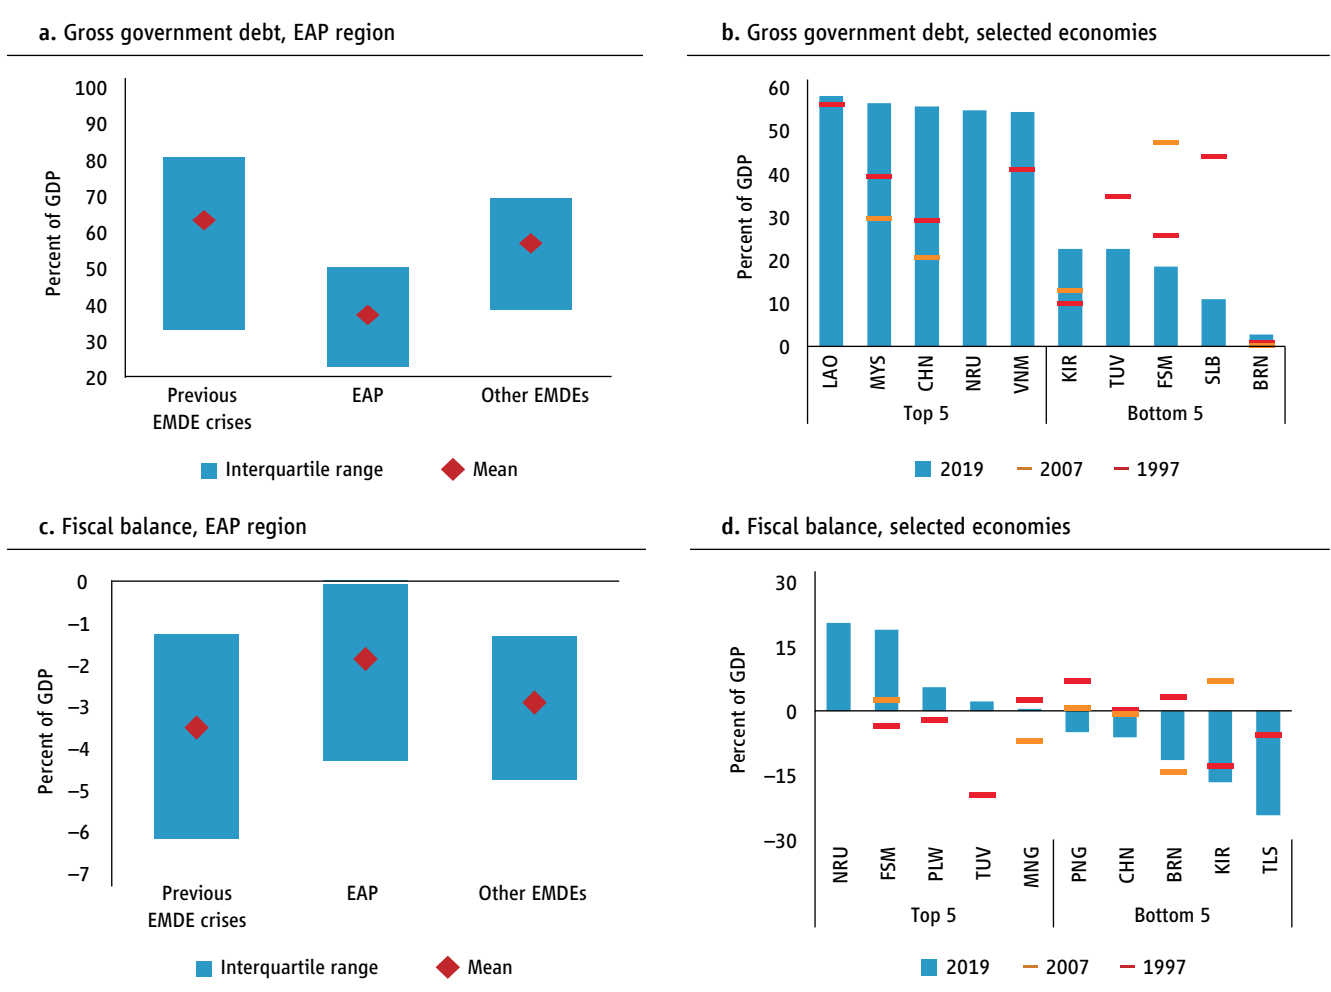 a. Gross government debt, EAP region
Percent of GDP
100
90
80
70
60
50
40
30
20
Previous
EMDE crises
EAP
Other EMDEs
Interquartile range
Mean
b. Gross government debt, selected economies
Percent of GDP
60
50
40
30
20
10
0
LAO
MYS
CHN
NRU
VNM
KIR
TUV
FSM
SLB
BRN
Top 5
Bottom 5
2019
2007
1997
c. Fiscal balance, EAP region
Percent of GDP
0
–1
–2
–3
–4
–5
–6
–7
Previous
EMDE crises
EAP
Other EMDEs
Interquartile range
Mean
d. Fiscal balance, selected economies
Percent of GDP
30
15
0
–15
–30
NRU
FSM
PLW
TUV
MNG
PNG
CHN
BRN
KIR
TLS
Top 5
Bottom 5
2019
2007
1997